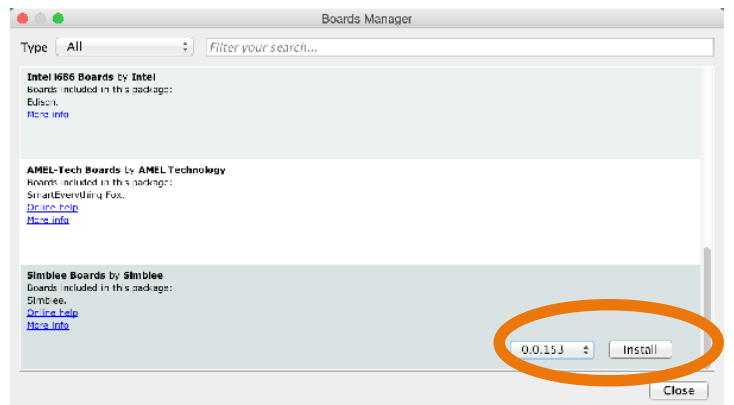 Boards Manager
Type All Filter your search...
Intel i686 Boards by Intel
Boards included in this package:
Edison.
More info
AMEL-Tech Boards by AMEL Technology
Boards included in this package:
SmartEverything Fox.
Online help
More info
Simblee Boards by Simblee
Boards included in this package:
Simblee.
Online help
More info
0.0.153 Install
Close